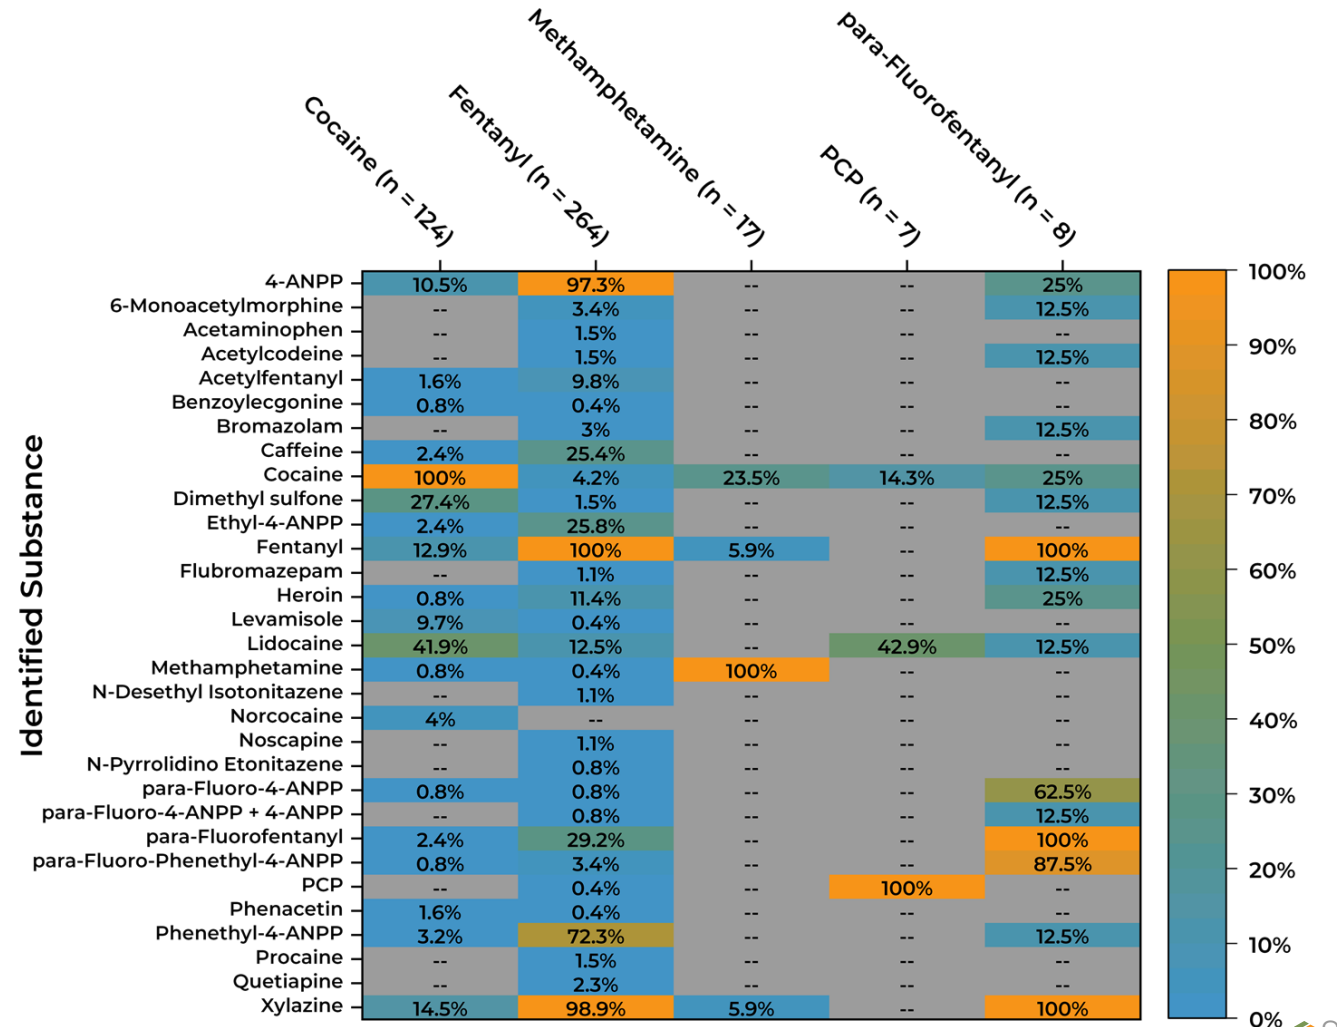 Cocaine (n = 124)
Fentanyl (n = 264)
Methamphetamine (n = 17)
PCP (n = 7)
para-Fluorofentanyl (n = 8)
Identified Substance
4-ANPP 10.5% 97.3% -- -- 25%
6-Monoacetylmorphine -- 3.4% -- -- 12.5%
Acetaminophen -- 1.5% -- -- --
Acetylcodeine -- 1.5% -- -- 12.5%
Acetylfentanyl 1.6% 9.8% -- -- --
Benzoylecgonine 0.8% 0.4% -- -- --
Bromazolam -- 3% -- -- 12.5%
Caffeine 2.4% 25.4% -- -- --
Cocaine 100% 4.2% 23.5% 14.3% 25%
Dimethyl sulfone 27.4% 1.5% -- -- 12.5%
Ethyl-4-ANPP 2.4% 25.8% -- -- --
Fentanyl 12.9% 100% 5.9% -- 100%
Flubromazepam -- 1.1% -- -- 12.5%
Heroin 0.8% 11.4% -- -- 25%
Levamisole 9.7% 0.4% -- -- --
Lidocaine 41.9% 12.5% -- 42.9% 12.5%
Methamphetamine 0.8% 0.4% 100% -- --
N-Desethyl Isotonitazene -- 1.1% -- -- --
Norcocaine 4% -- -- -- --
Noscapine -- 1.1% -- -- --
N-Pyrrolidino Etonitazene -- 0.8% -- -- --
para-Fluoro-4-ANPP 0.8% 0.8% -- -- 62.5%
para-Fluoro-4-ANPP + 4-ANPP -- 0.8% -- -- 12.5%
para-Fluorofentanyl 2.4% 29.2% -- -- 100%
para-Fluoro-Phenethyl-4-ANPP 0.8% 3.4% -- -- 87.5%
PCP -- 0.4% -- 100% --
Phenacetin 1.6% 0.4% -- -- --
Phenethyl-4-ANPP 3.2% 72.3% -- -- 12.5%
Procaine -- 1.5% -- -- --
Quetiapine -- 2.3% -- -- --
Xylazine 14.5% 98.9% 5.9% -- 100%
100%
90%
80%
70%
60%
50%
40%
30%
20%
10%
0%